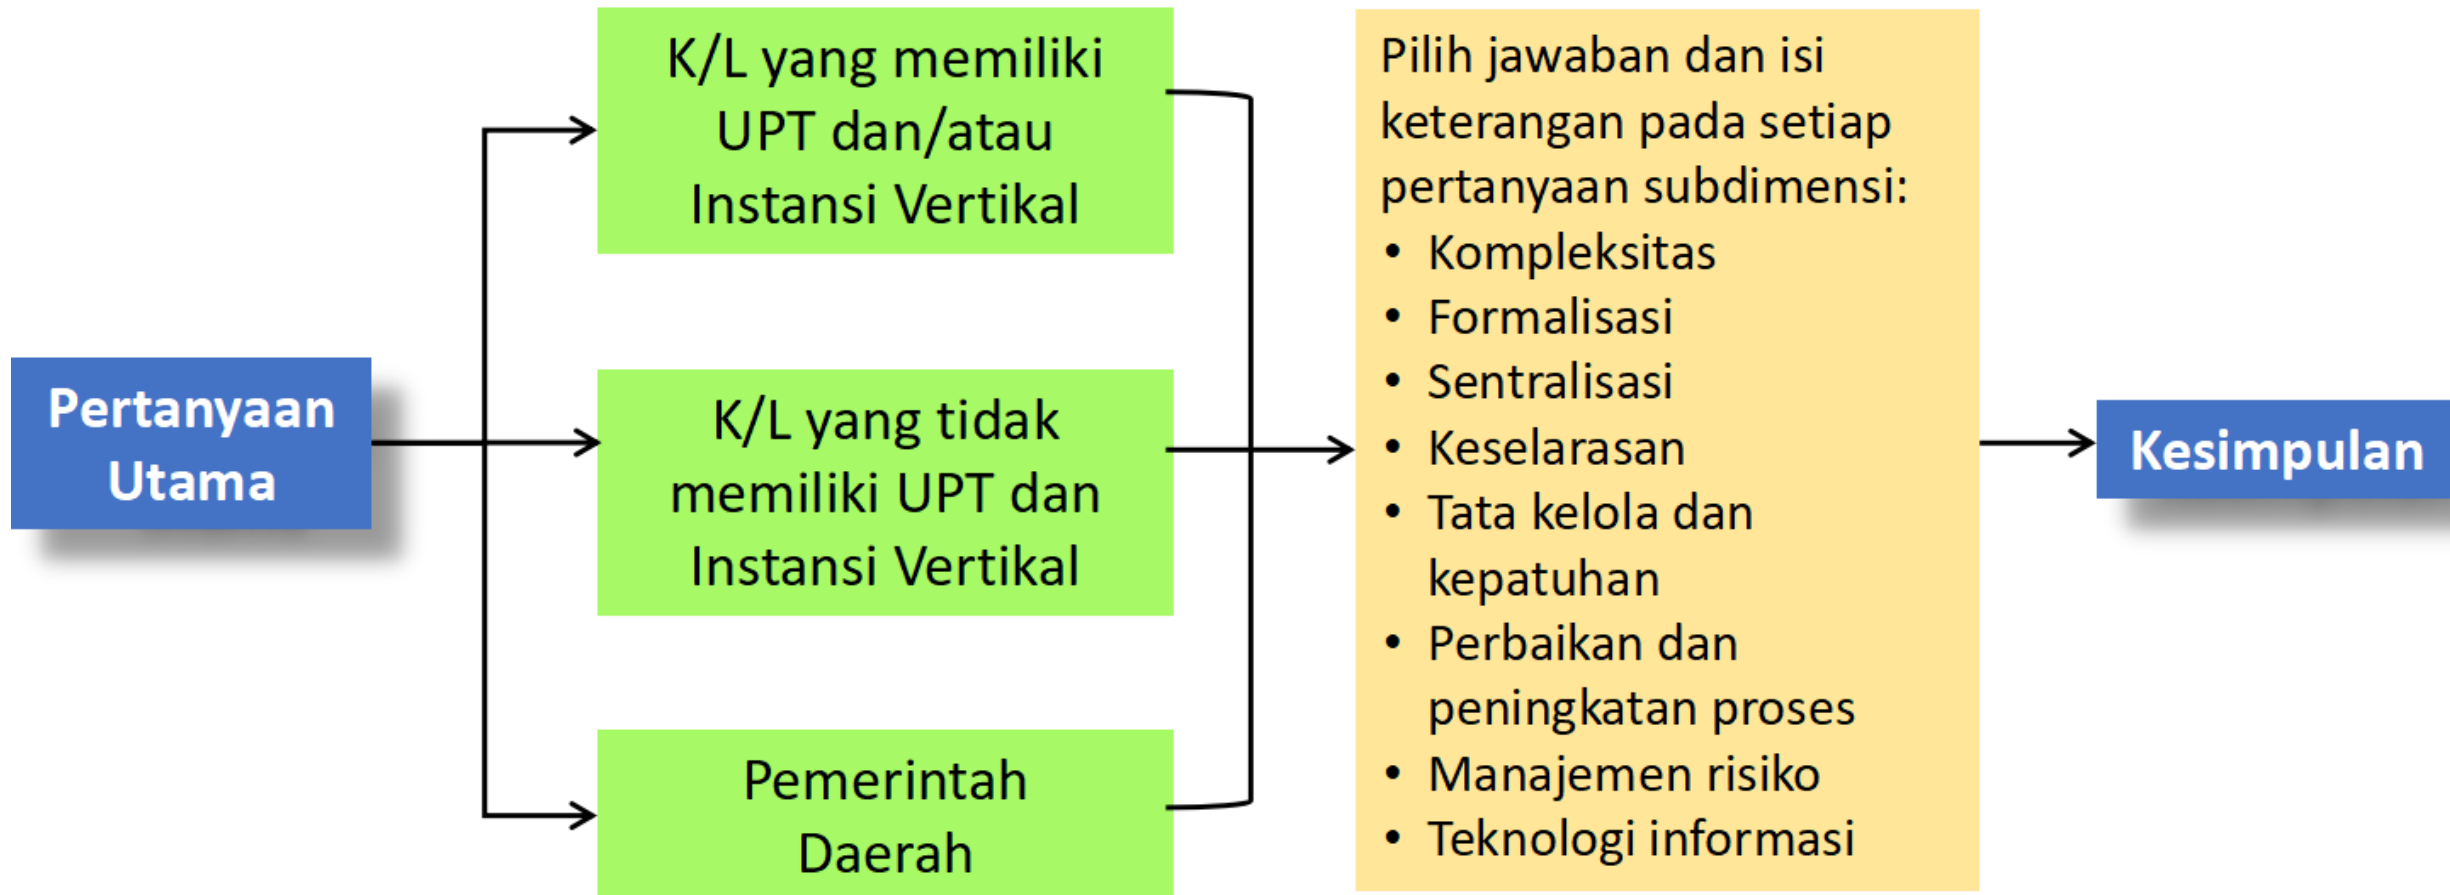 Pertanyaan
Utama
K/L yang memiliki
UPT dan/atau
Instansi Vertikal
K/L yang tidak
memiliki UPT dan
Instansi Vertikal
Pemerintah
Daerah
Pilih jawaban dan isi
keterangan pada setiap
pertanyaan subdimensi:
• Kompleksitas
• Formalisasi
• Sentralisasi
• Keselarasan
• Tata kelola dan
kepatuhan
• Perbaikan dan
peningkatan proses
• Manajemen risiko
• Teknologi informasi
Kesimpulan